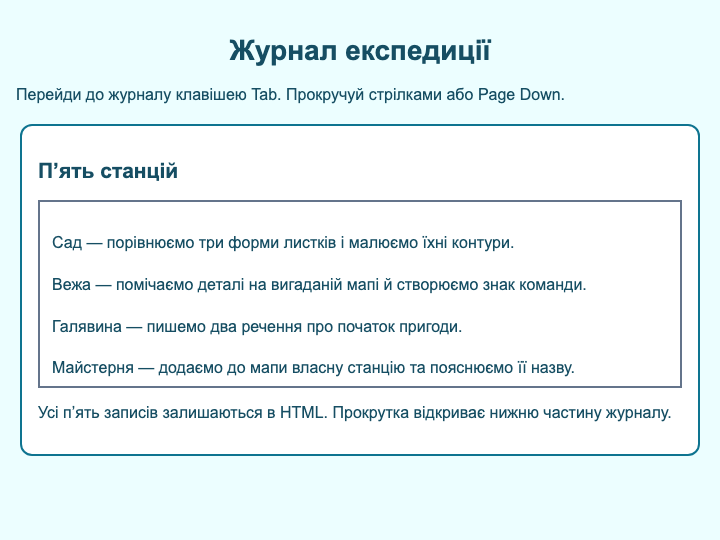 Журнал експедиції
Перейди до журналу клавішею Tab. Прокручуй стрілками або Page Down.
П’ять станцій
Сад — порівнюємо три форми листків і малюємо їхні контури.
Вежа — помічаємо деталі на вигаданій мапі й створюємо знак команди.
Галявина — пишемо два речення про початок пригоди.
Майстерня — додаємо до мапи власну станцію та пояснюємо її назву.
Усі п’ять записів залишаються в HTML. Прокрутка відкриває нижню частину журналу.